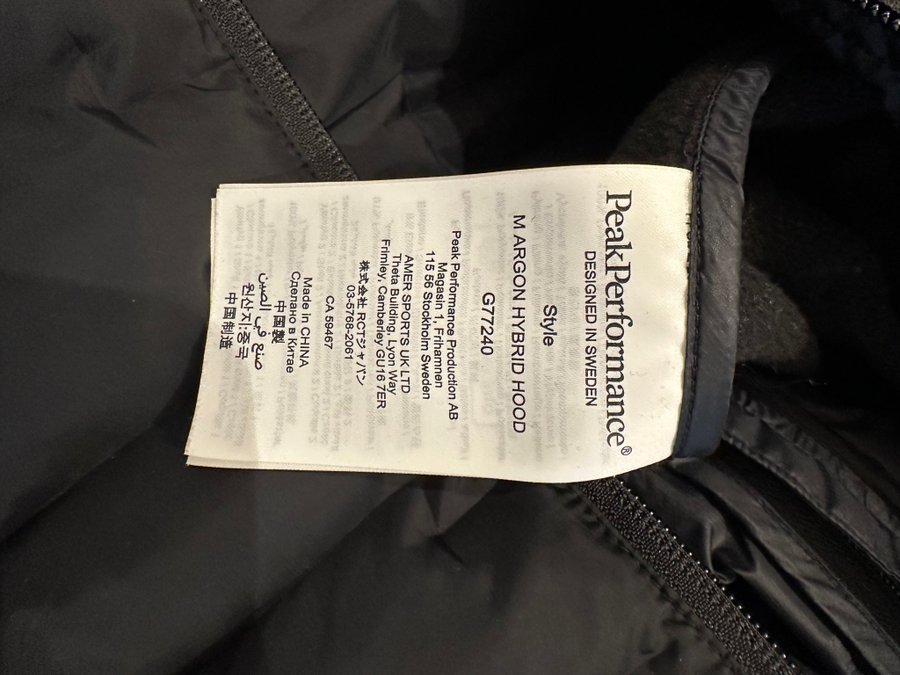 PeakPerformance®
DESIGNED IN SWEDEN
Style
M ARGON HYBRID HOOD
G77240
Peak Performance Production AB
Magasin 1, Frihamnen
115 56 Stockholm Sweden
AMER SPORTS UK LTD
Theta Building, Lyon Way
Frimley, Camberley GU16 7ER
株式会社 RCTジャパン
03-5768-2061
CA 59467
Made in CHINA
Сделано в Китае
中国製
صنع في الصين
원산지:중국
中国制造